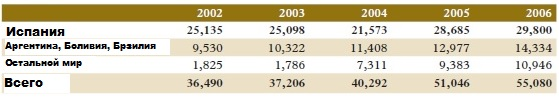 2002 2003 2004 2005 2006
Испания 25,135 25,098 21,573 28,685 29,800
Аргентина, Боливия, Брзилия 9,530 10,322 11,408 12,977 14,334
Остальной мир 1,825 1,786 7,311 9,383 10,946
Всего 36,490 37,206 40,292 51,046 55,080